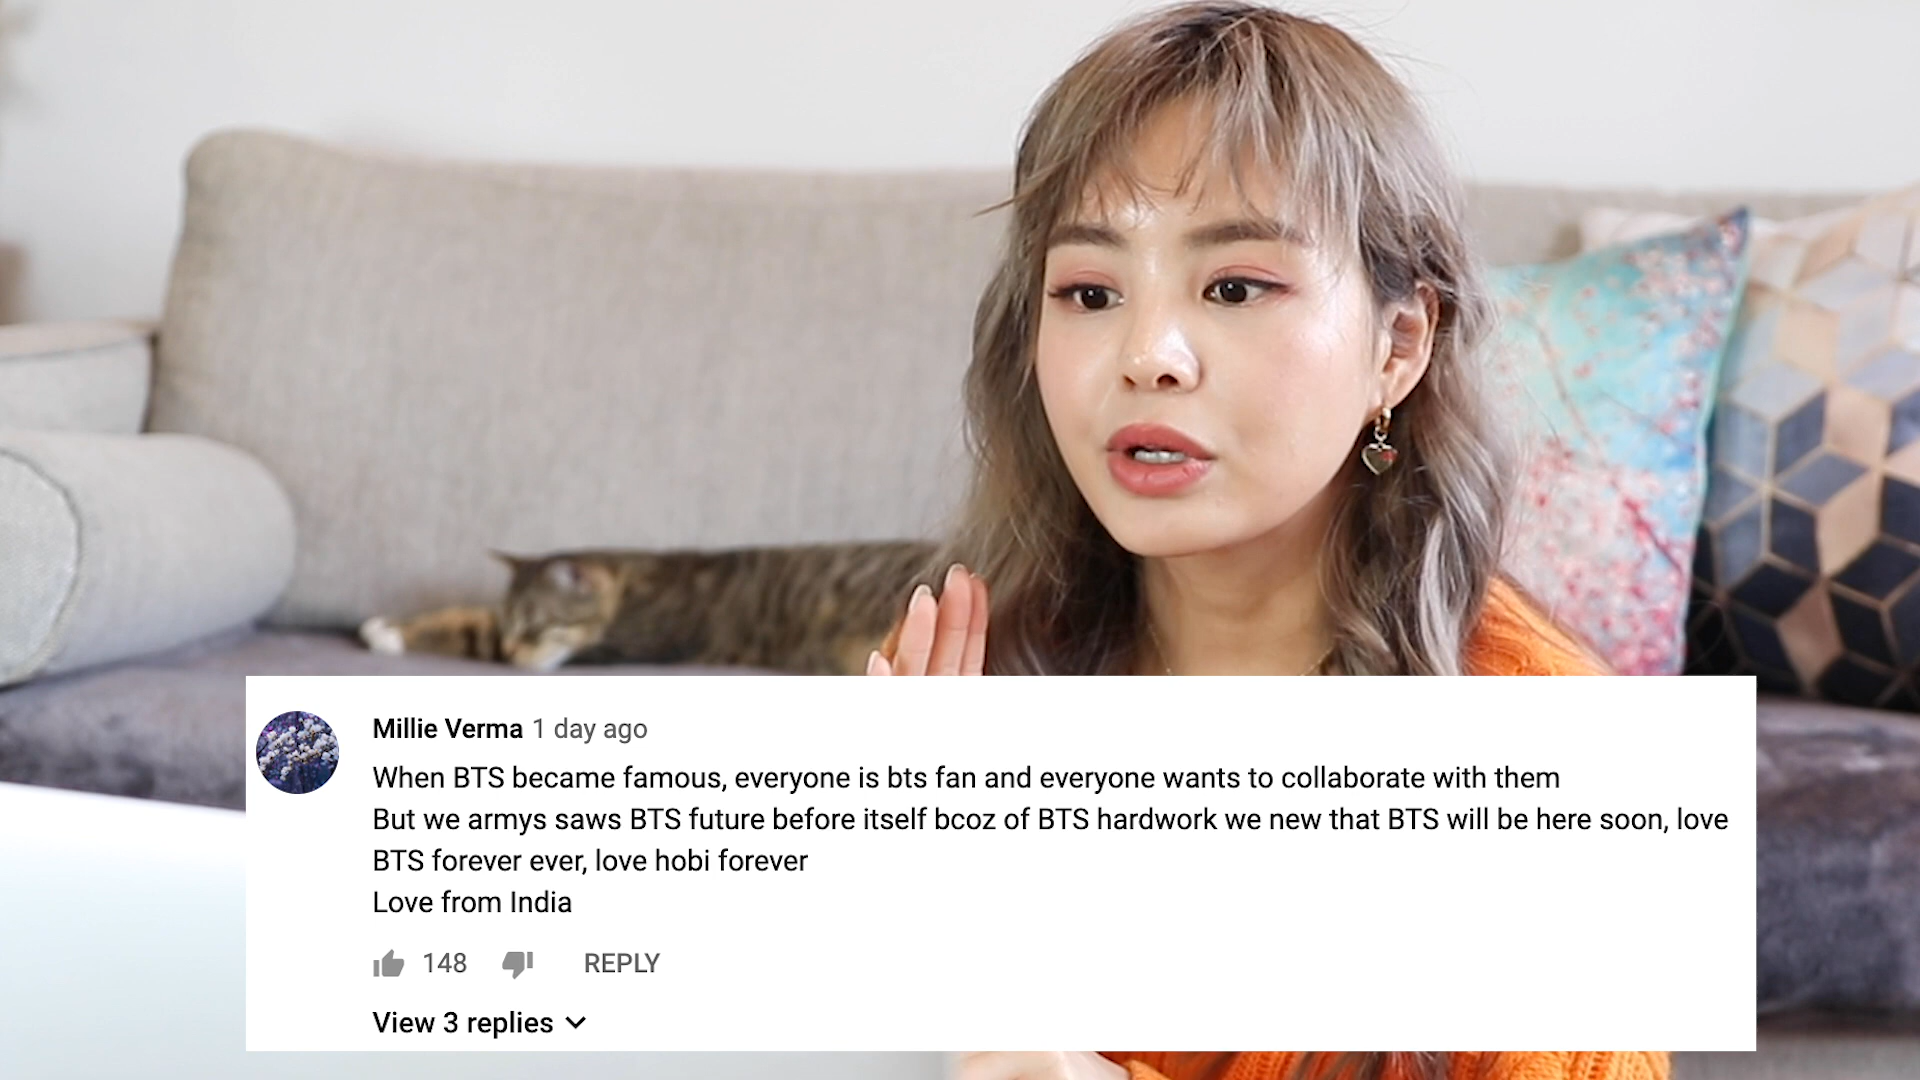 Millie Verma 1 day ago
When BTS became famous, everyone is bts fan and everyone wants to collaborate with them
But we armys saws BTS future before itself bcoz of BTS hardwork we new that BTS will be here soon, love
BTS forever ever, love hobi forever
Love from India
148 REPLY
View 3 replies